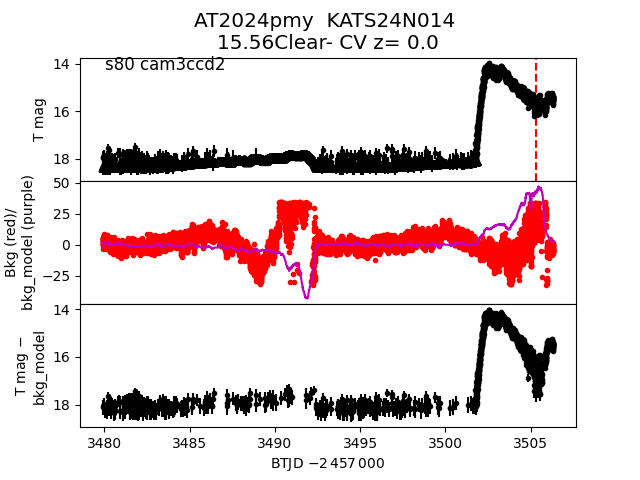 AT2024pmy  KATS24N014
15.56Clear- CV z= 0.0
s80 cam3ccd2
T mag
14
16
18
Bkg (red)/
bkg_model (purple)
50
25
0
−25
T mag −
bkg_model
14
16
18
3480 3485 3490 3495 3500 3505
BTJD −2 457 000